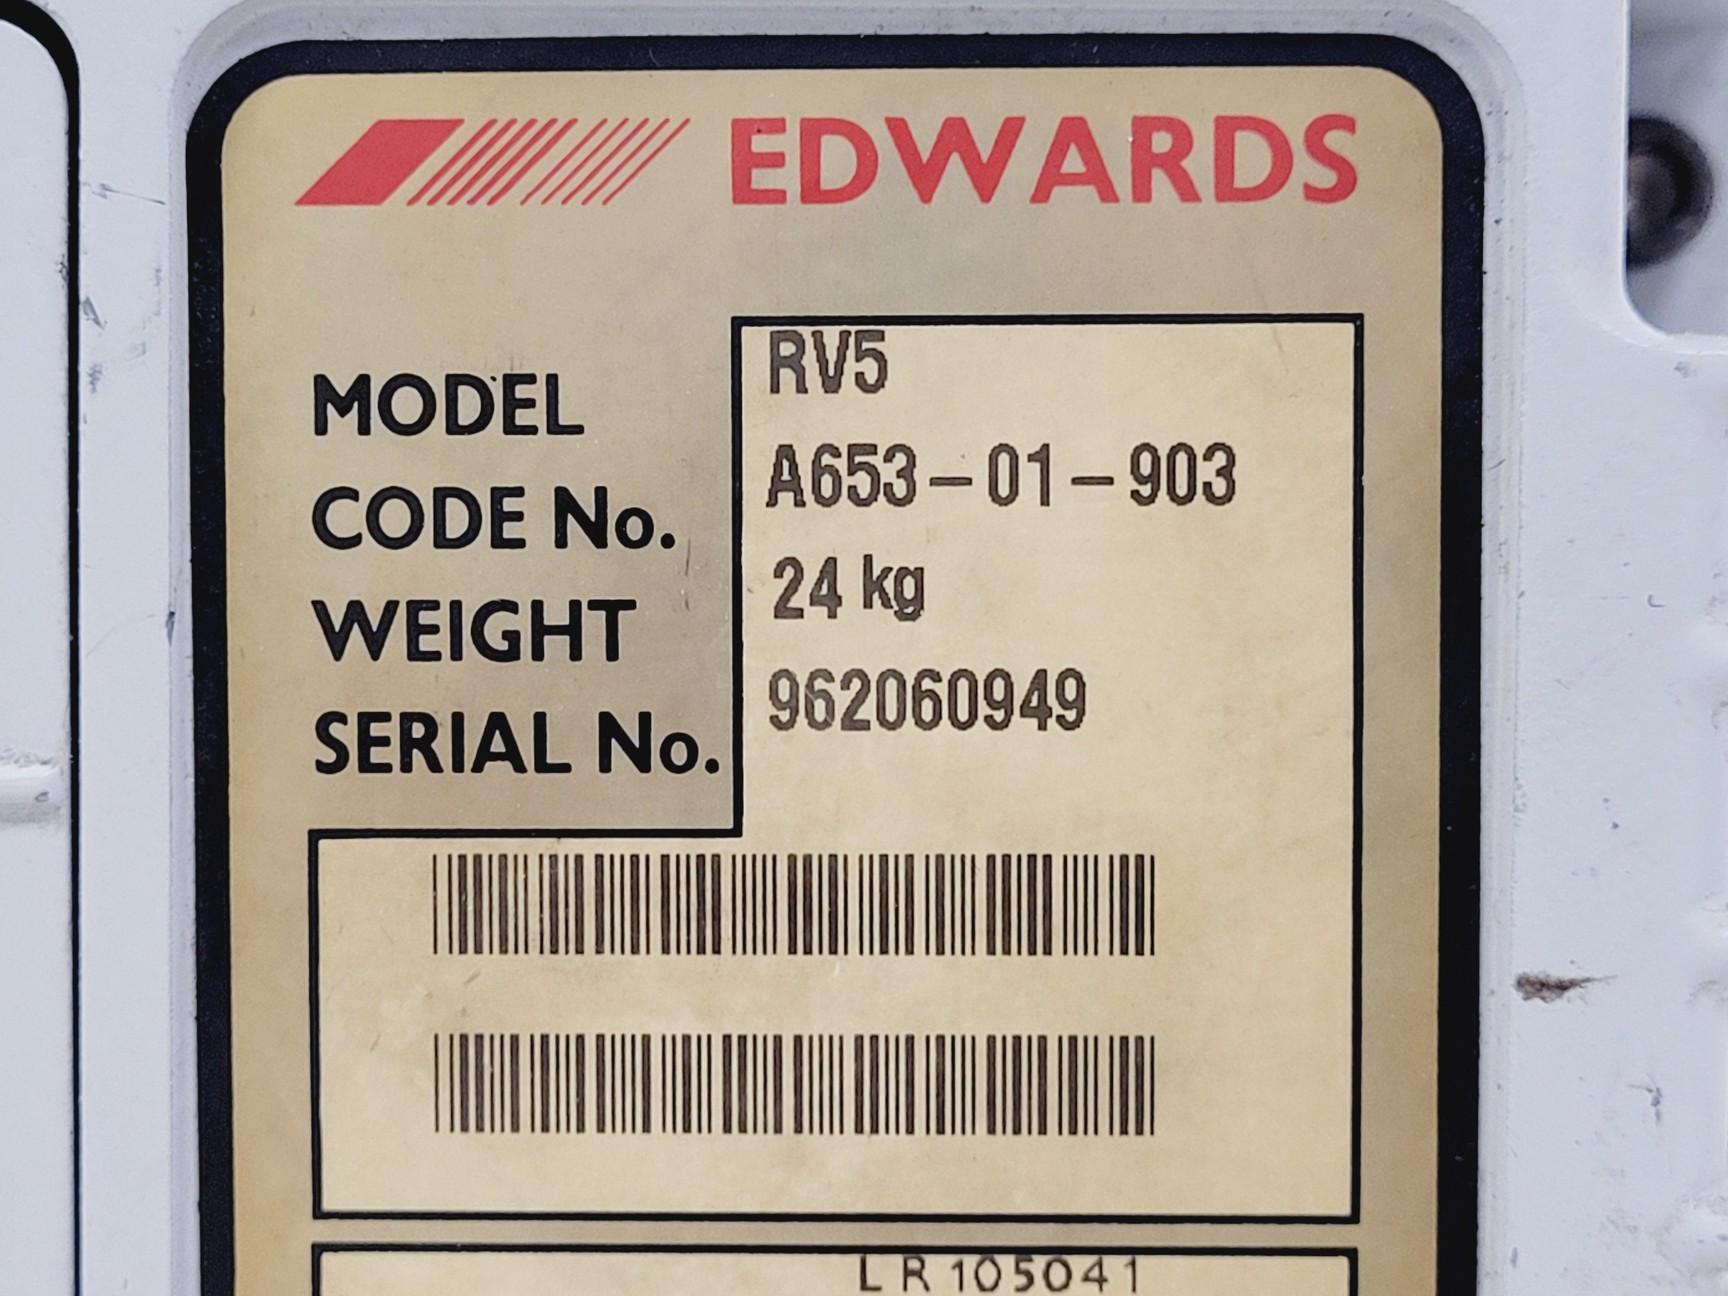 EDWARDS
MODEL RV5
CODE No. A653-01-903
WEIGHT 24 kg
SERIAL No. 962060949
LR105041